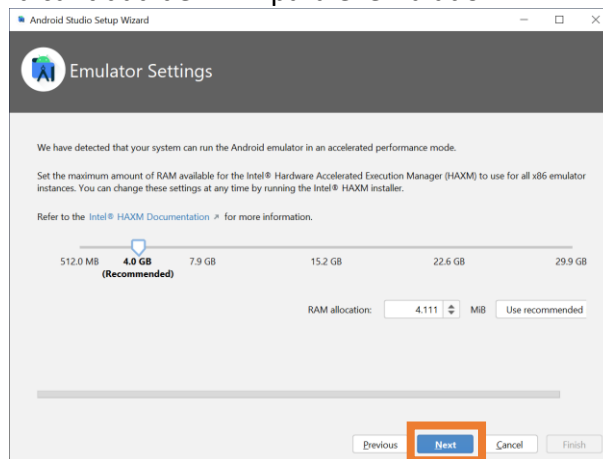 Android Studio Setup Wizard
Emulator Settings
We have detected that your system can run the Android emulator in an accelerated performance mode.
Set the maximum amount of RAM available for the Intel® Hardware Accelerated Execution Manager (HAXM) to use for all x86 emulator
instances. You can change these settings at any time by running the Intel® HAXM installer.
Refer to the Intel® HAXM Documentation ↗ for more information.
512.0 MB 4.0 GB 7.9 GB 15.2 GB 22.6 GB 29.9 GB
(Recommended)
RAM allocation: 4.111 MiB Use recommended
Previous Next Cancel Finish